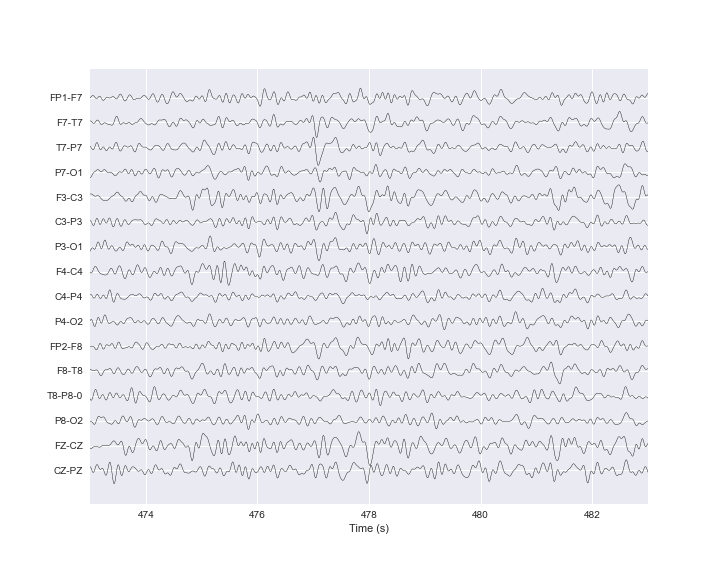 FP1-F7
F7-T7
T7-P7
P7-O1
F3-C3
C3-P3
P3-O1
F4-C4
C4-P4
P4-O2
FP2-F8
F8-T8
T8-P8-0
P8-O2
FZ-CZ
CZ-PZ
474 476 478 480 482
Time (s)